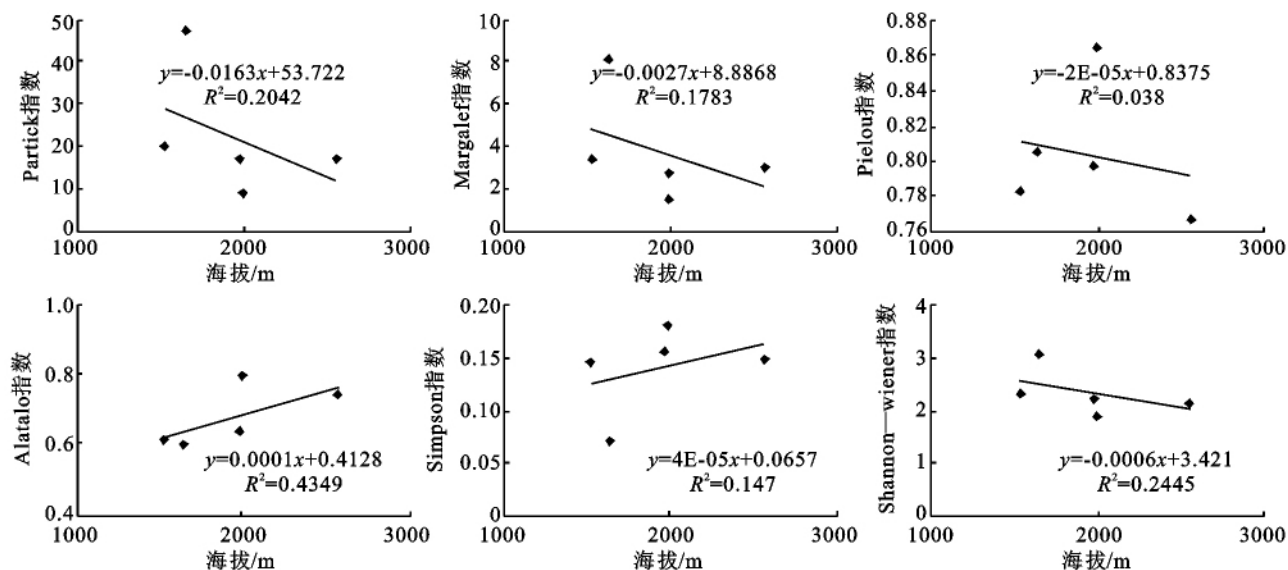 Partick指数
50
40
30
20
10
0
y=-0.0163x+53.722
R²=0.2042
1000 2000 3000
海拔/m
Margalef指数
10
8
6
4
2
0
y=-0.0027x+8.8868
R²=0.1783
1000 2000 3000
海拔/m
Pielou指数
0.88
0.86
0.84
0.82
0.80
0.78
0.76
y=-2E-05x+0.8375
R²=0.038
1000 2000 3000
海拔/m
Alatalo指数
1.0
0.8
0.6
0.4
y=0.0001x+0.4128
R²=0.4349
1000 2000 3000
海拔/m
Simpson指数
0.20
0.15
0.10
0.05
0
y=4E-05x+0.0657
R²=0.147
1000 2000 3000
海拔/m
Shannon—wiener指数
4
3
2
1
0
y=-0.0006x+3.421
R²=0.2445
1000 2000 3000
海拔/m